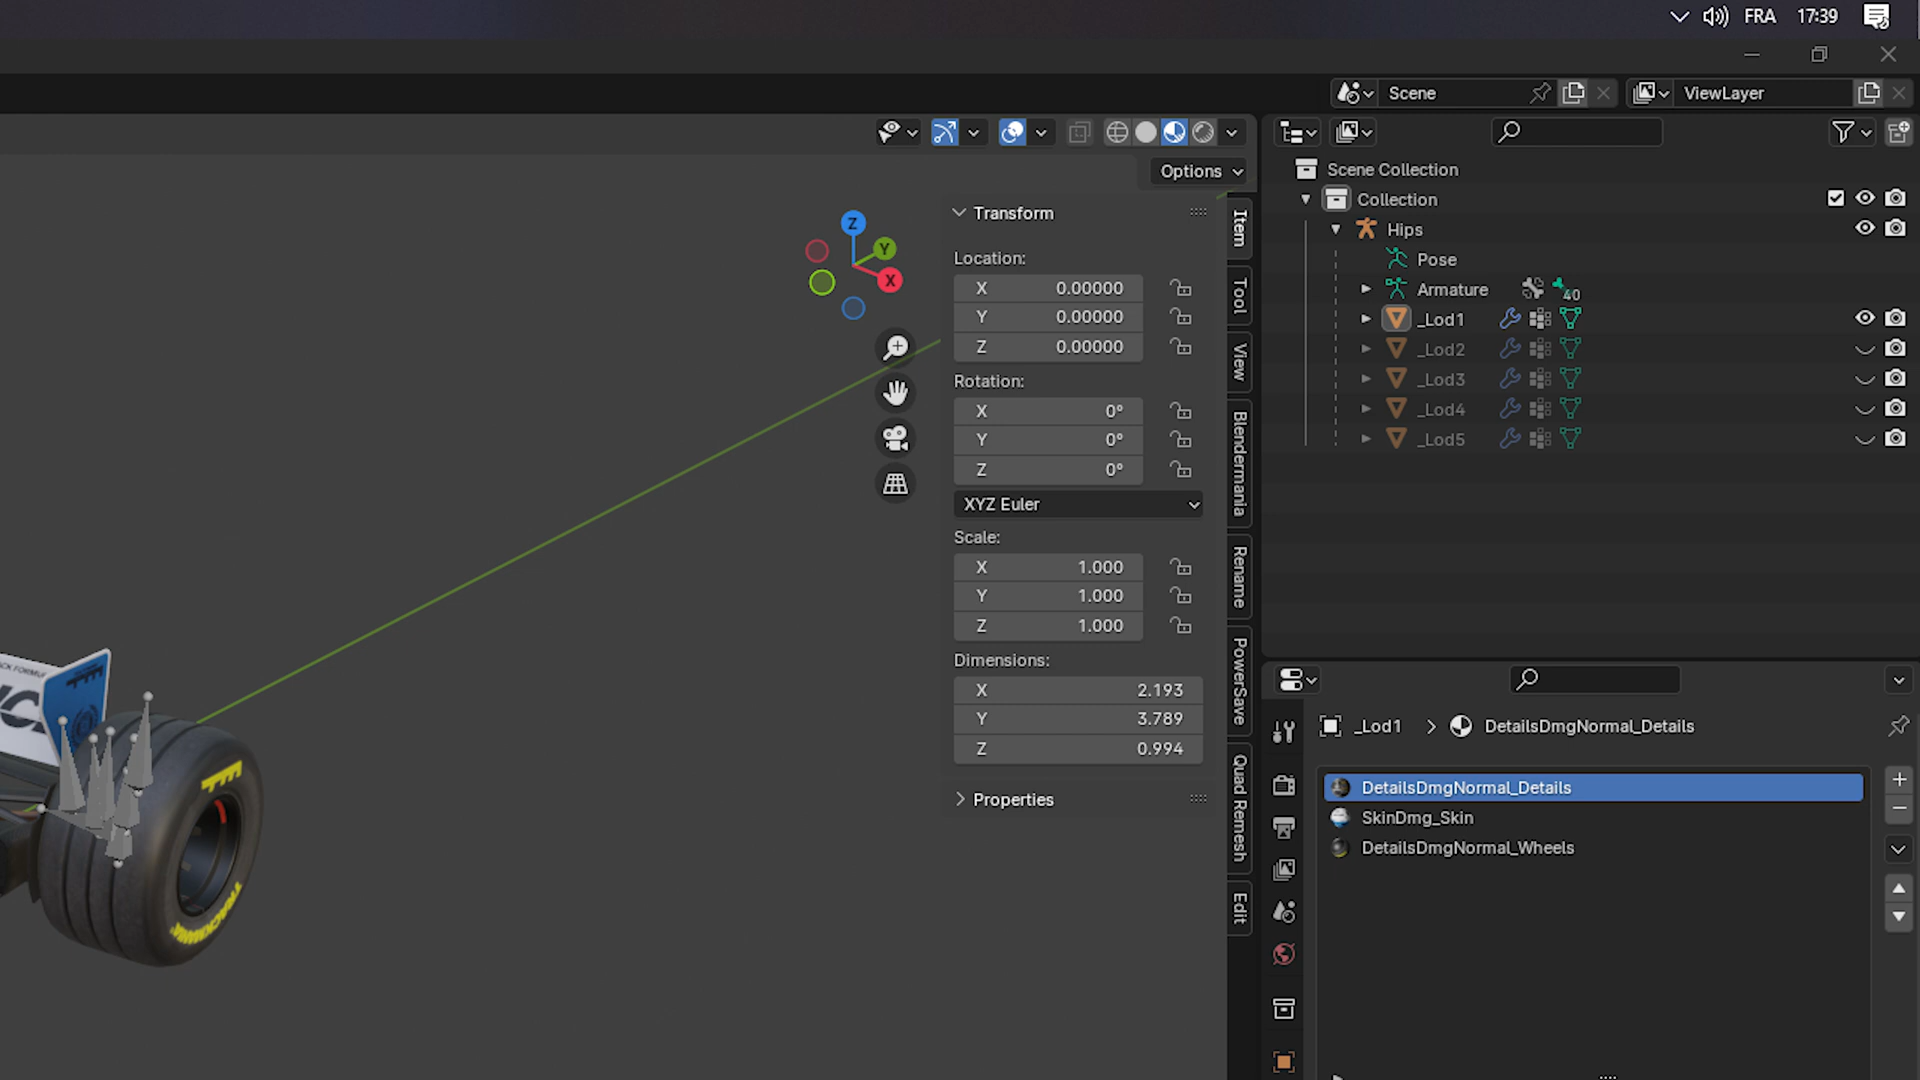 FRA 17:39
Scene
ViewLayer
Options
Transform
Location:
X 0.00000
Y 0.00000
Z 0.00000
Rotation:
X 0°
Y 0°
Z 0°
XYZ Euler
Scale:
X 1.000
Y 1.000
Z 1.000
Dimensions:
X 2.193
Y 3.789
Z 0.994
Properties
Z
Y
X
Item
Tool
View
Blendermania
Rename
PowerSave
Quad Remesh
Edit
Scene Collection
Collection
Hips
Pose
Armature 40
_Lod1
_Lod2
_Lod3
_Lod4
_Lod5
_Lod1 > DetailsDmgNormal_Details
DetailsDmgNormal_Details
SkinDmg_Skin
DetailsDmgNormal_Wheels
TRACKMANIA